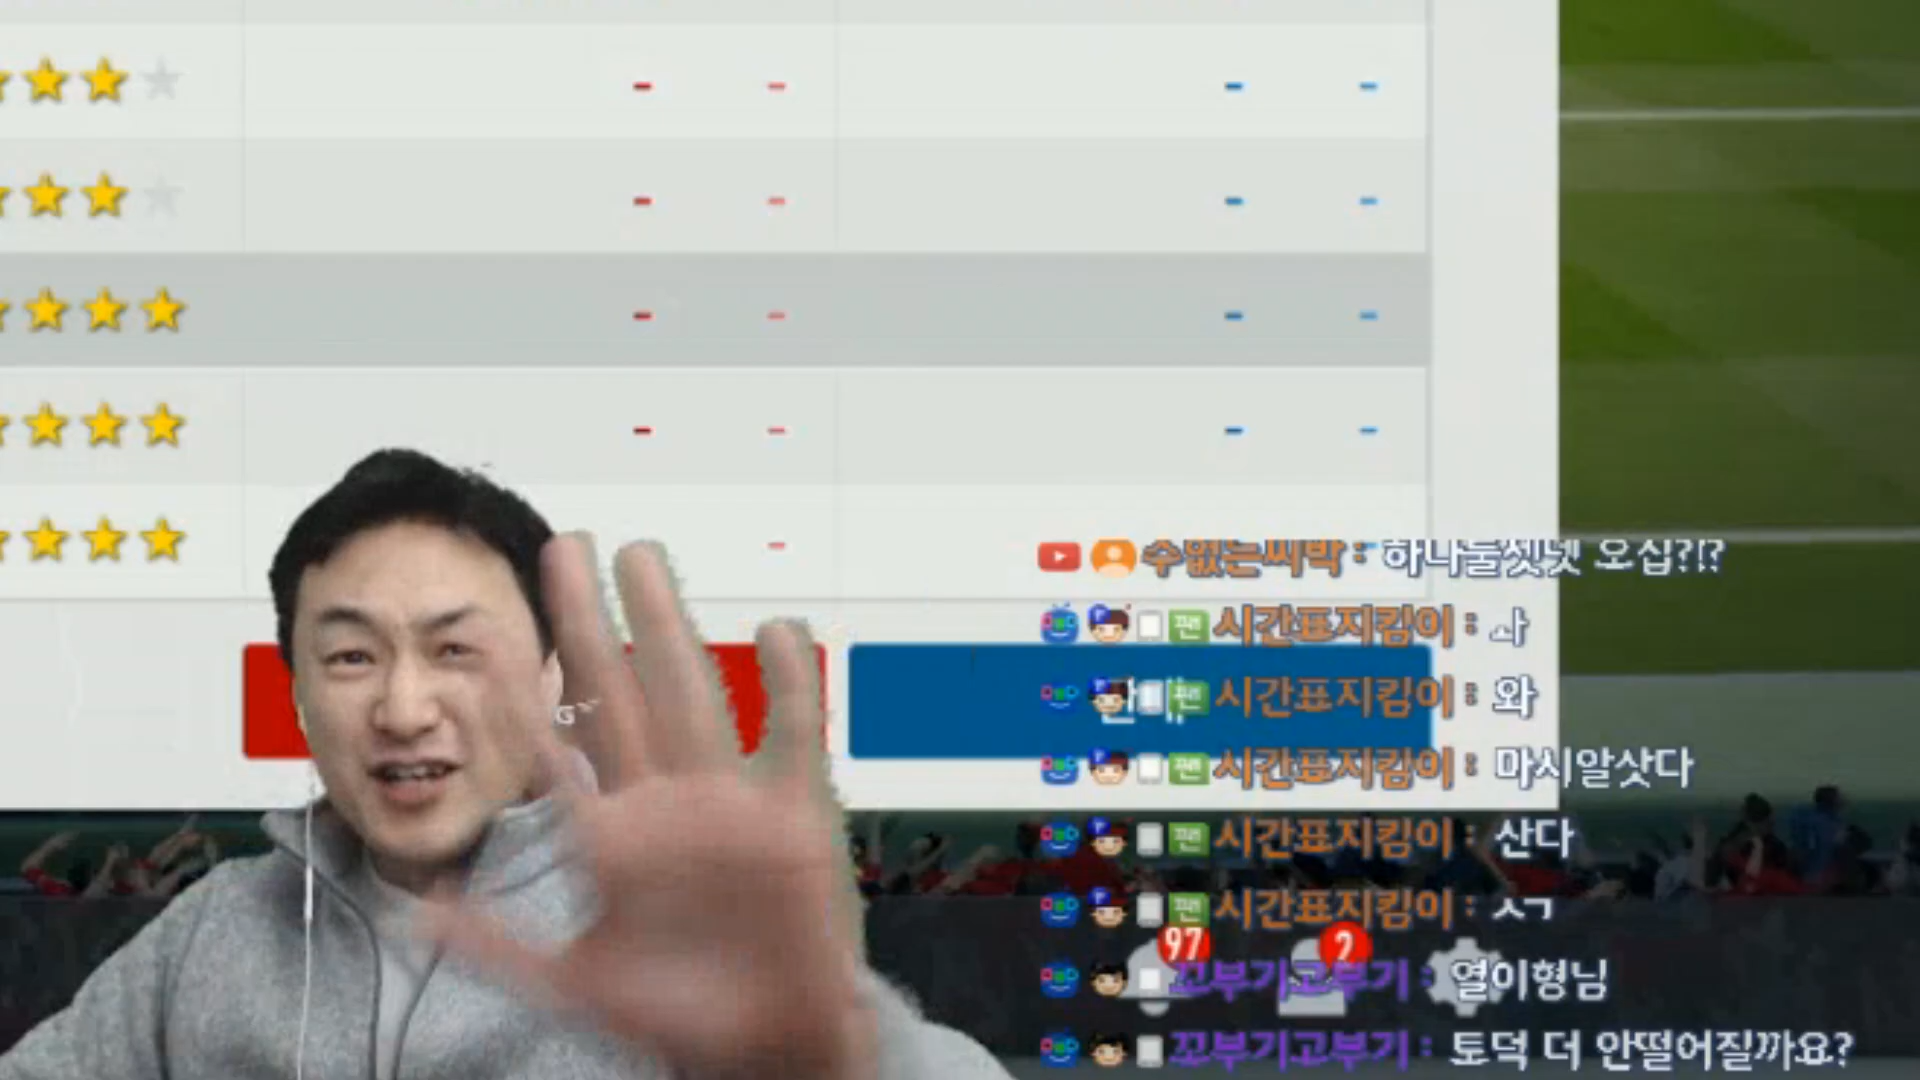 수없는씨박 : 하나둘셋넷 오십?!?
시간표지킴이 : ㅘ
시간표지킴이 : 와
시간표지킴이 : 마시알삿다
시간표지킴이 : 산다
시간표지킴이 : ㅅㄱ
97 2
꼬부기고부기 : 열이형님
꼬부기고부기 : 토덕 더 안떨어질까요?